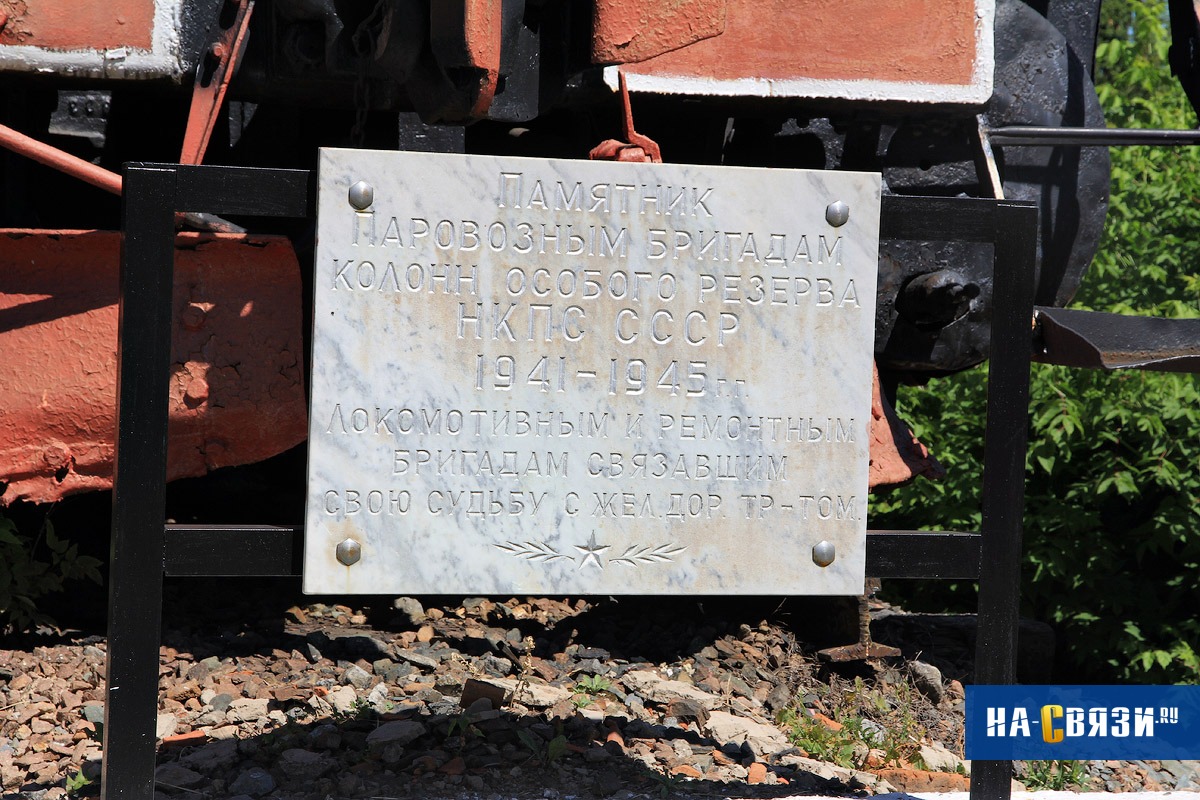 ПАМЯТНИК
ПАРОВОЗНЫМ БРИГАДАМ
КОЛОНН ОСОБОГО РЕЗЕРВА
НКПС СССР
1941-1945гг.
ЛОКОМОТИВНЫМ И РЕМОНТНЫМ
БРИГАДАМ СВЯЗАВШИМ
СВОЮ СУДЬБУ С ЖЕЛ.ДОР ТР-ТОМ.
НА-СВЯЗИ.RU